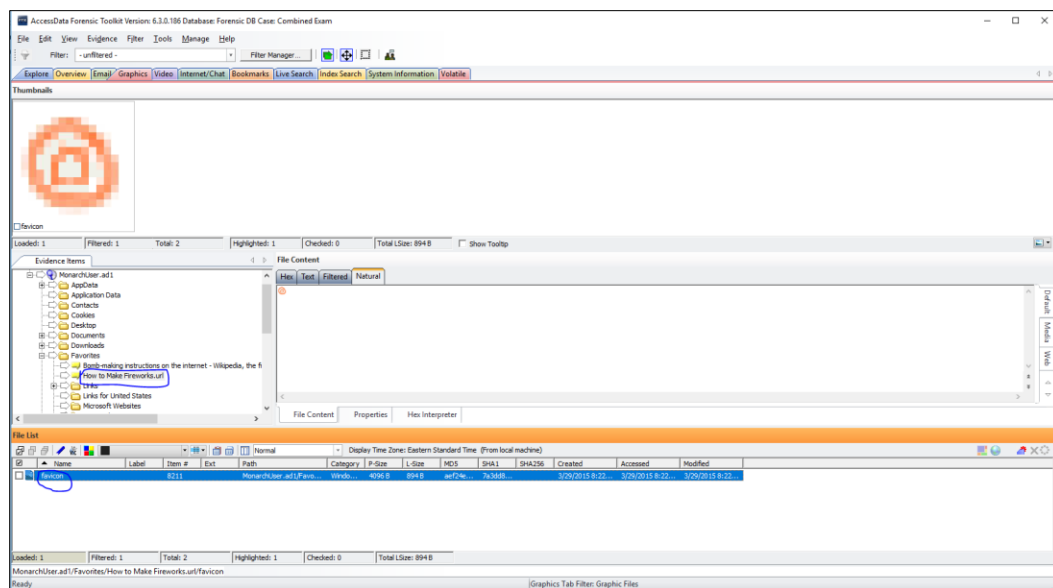 AccessData Forensic Toolkit Version: 6.3.0.186 Database: Forensic DB Case: Combined Exam
File Edit View Evidence Filter Tools Manage Help
Filter: - unfiltered - Filter Manager...
Explore Overview Email Graphics Video Internet/Chat Bookmarks Live Search Index Search System Information Volatile
Thumbnails
favicon
Loaded: 1 Filtered: 1 Total: 2 Highlighted: 1 Checked: 0 Total LSize: 894 B Show Tooltip
Evidence Items
MonarchUser.ad1
AppData
Application Data
Contacts
Cookies
Desktop
Documents
Downloads
Favorites
Bomb-making instructions on the internet - Wikipedia, the f
How to Make Fireworks.url
Links
Links for United States
Microsoft Websites
File Content
Hex Text Filtered Natural
Default
Media
Web
File Content Properties Hex Interpreter
File List
Normal Display Time Zone: Eastern Standard Time (From local machine)
Name Label Item # Ext Path Category P-Size L-Size MD5 SHA1 SHA256 Created Accessed Modified
favicon 8211 MonarchUser.ad1/Favo... Windo... 4096 B 894 B aef24e... 7a3dd8... 3/29/2015 8:22... 3/29/2015 8:22... 3/29/2015 8:22...
Loaded: 1 Filtered: 1 Total: 2 Highlighted: 1 Checked: 0 Total LSize: 894 B
MonarchUser.ad1/Favorites/How to Make Fireworks.url/favicon
Ready Graphics Tab Filter: Graphic Files